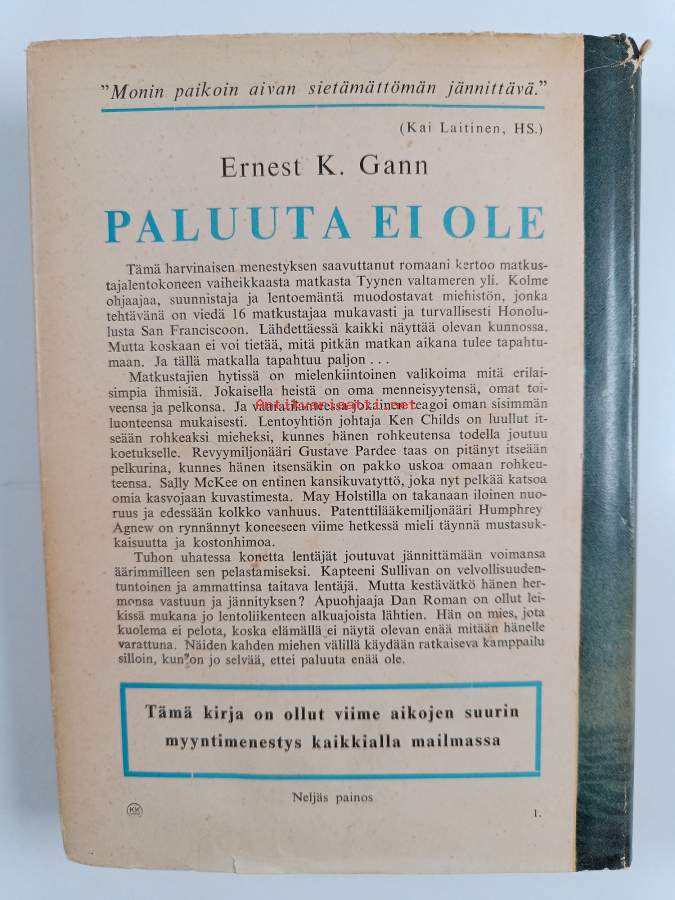 ”Monin paikoin aivan sietämättömän jännittävä.”
(Kai Laitinen, HS.)
Ernest K. Gann
PALUUTA EI OLE
Tämä harvinaisen menestyksen saavuttanut romaani kertoo matkus-
tajalentokoneen vaiheikkaasta matkasta Tyynen valtameren yli. Kolme
ohjaajaa, suunnistaja ja lentoemäntä muodostavat miehistön, jonka
tehtävänä on viedä 16 matkustajaa mukavasti ja turvallisesti Honolu-
lusta San Franciscoon. Lähdettäessä kaikki näyttää olevan kunnossa.
Mutta koskaan ei voi tietää, mitä pitkän matkan aikana tulee tapahtu-
maan. Ja tällä matkalla tapahtuu paljon . . .
Matkustajien hytissä on mielenkiintoinen valikoima mitä erilai-
simpia ihmisiä. Jokaisella heistä on oma menneisyytensä, omat toi-
veensa ja pelkonsa. Ja vaaratilanteessa jokainen reagoi oman sisimmän
Antikvariaatti.net
luonteensa mukaisesti. Lentoyhtiön johtaja Ken Childs on luullut it-
seään rohkeaksi mieheksi, kunnes hänen rohkeutensa todella joutuu
koetukselle. Revyymiljonääri Gustave Pardee taas on pitänyt itseään
pelkurina, kunnes hänen itsensäkin on pakko uskoa omaan rohkeu-
teensa. Sally McKee on entinen kansikuvatyttö, joka nyt pelkää katsoa
omia kasvojaan kuvastimesta. May Holstilla on takanaan iloinen nuo-
ruus ja edessään kolkko vanhuus. Patenttilääkemiljonääri Humphrey
Agnew on rynnännyt koneeseen viime hetkessä mieli täynnä mustasuk-
kaisuutta ja kostonhimoa.
Tuhon uhatessa konetta lentäjät joutuvat jännittämään voimansa
äärimmilleen sen pelastamiseksi. Kapteeni Sullivan on velvollisuuden-
tuntoinen ja ammattinsa taitava lentäjä. Mutta kestävätkö hänen her-
monsa vastuun ja jännityksen? Apuohjaaja Dan Roman on ollut lei-
kissä mukana jo lentoliikenteen alkuajoista lähtien. Hän on mies, jota
kuolema ei pelota, koska elämällä ei näytä olevan enää mitään hänelle
varattuna. Näiden kahden miehen välillä käydään ratkaiseva kamppailu
silloin, kun on jo selvää, ettei paluuta enää ole.
Tämä kirja on ollut viime aikojen suurin
myyntimenestys kaikkialla mailmassa
Neljäs painos
KK
1.